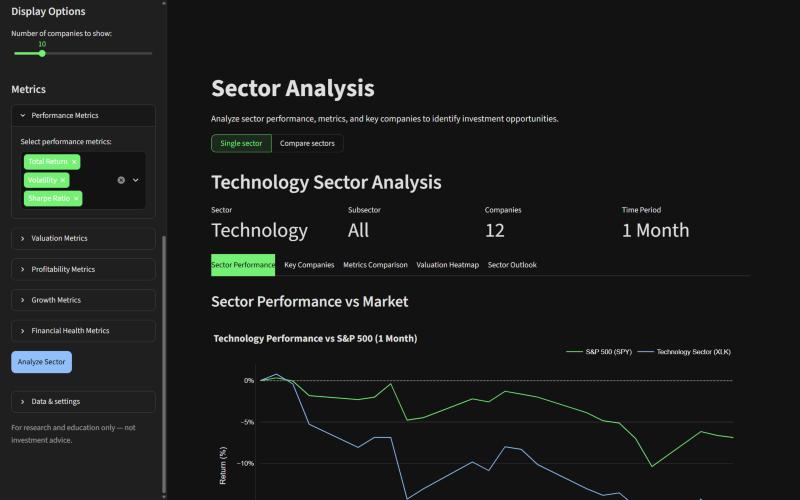 Display Options
Number of companies to show:
10
Metrics
Performance Metrics
Select performance metrics:
Total Return ×
Volatility ×
Sharpe Ratio ×
Valuation Metrics
Profitability Metrics
Growth Metrics
Financial Health Metrics
Analyze Sector
Data & settings
For research and education only — not
investment advice.
Sector Analysis
Analyze sector performance, metrics, and key companies to identify investment opportunities.
Single sector Compare sectors
Technology Sector Analysis
Sector Subsector Companies Time Period
Technology All 12 1 Month
Sector Performance Key Companies Metrics Comparison Valuation Heatmap Sector Outlook
Sector Performance vs Market
Technology Performance vs S&P 500 (1 Month)
S&P 500 (SPY) Technology Sector (XLK)
0%
−5%
−10%
Return (%)